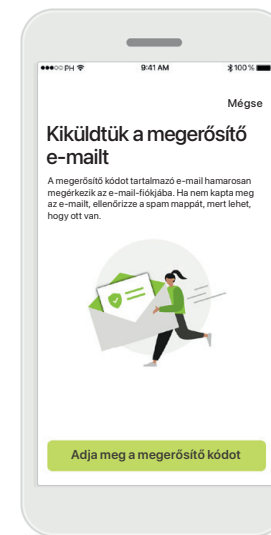 PH 9:41 AM 100%
Mégse
Kiküldtük a megerősítő
e-mailt
A megerősítő kódot tartalmazó e-mail hamarosan
megérkezik az e-mail-fiókjába. Ha nem kapta meg
az e-mailt, ellenőrizze a spam mappát, mert lehet,
hogy ott van.
Adja meg a megerősítő kódot